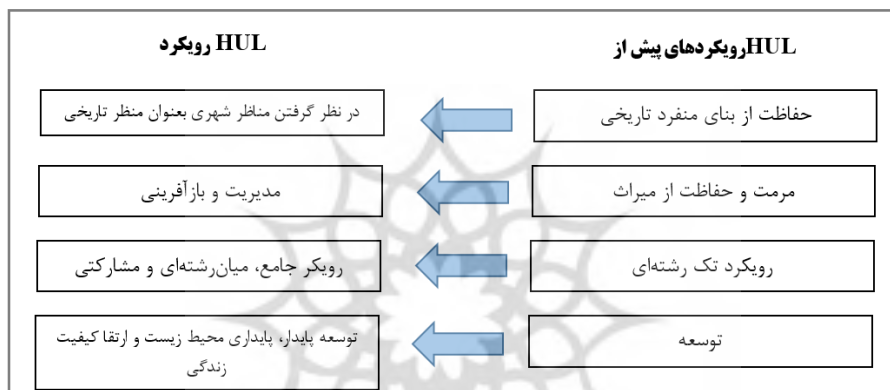 رویکردهای پیش از HUL
رویکرد HUL
حفاظت از بنای منفرد تاریخی
در نظر گرفتن مناظر شهری بعنوان منظر تاریخی
مرمت و حفاظت از میراث
مدیریت و بازآفرینی
رویکرد تک رشته‌ای
رویکر جامع، میان‌رشته‌ای و مشارکتی
توسعه
توسعه پایدار، پایداری محیط زیست و ارتقا کیفیت
زندگی